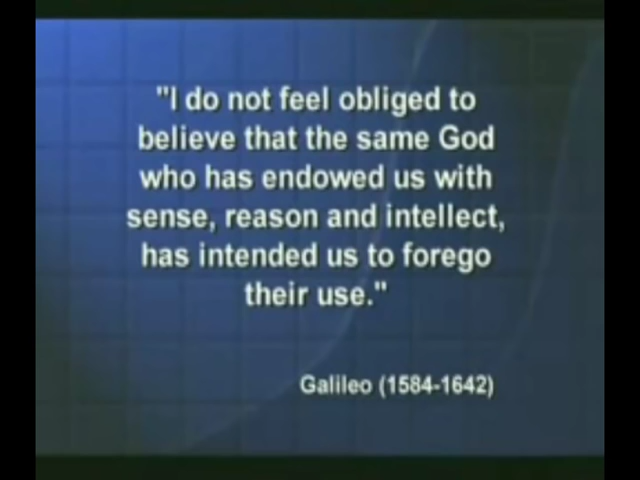 "I do not feel obliged to
believe that the same God
who has endowed us with
sense, reason and intellect,
has intended us to forego
their use."
Galileo (1584-1642)